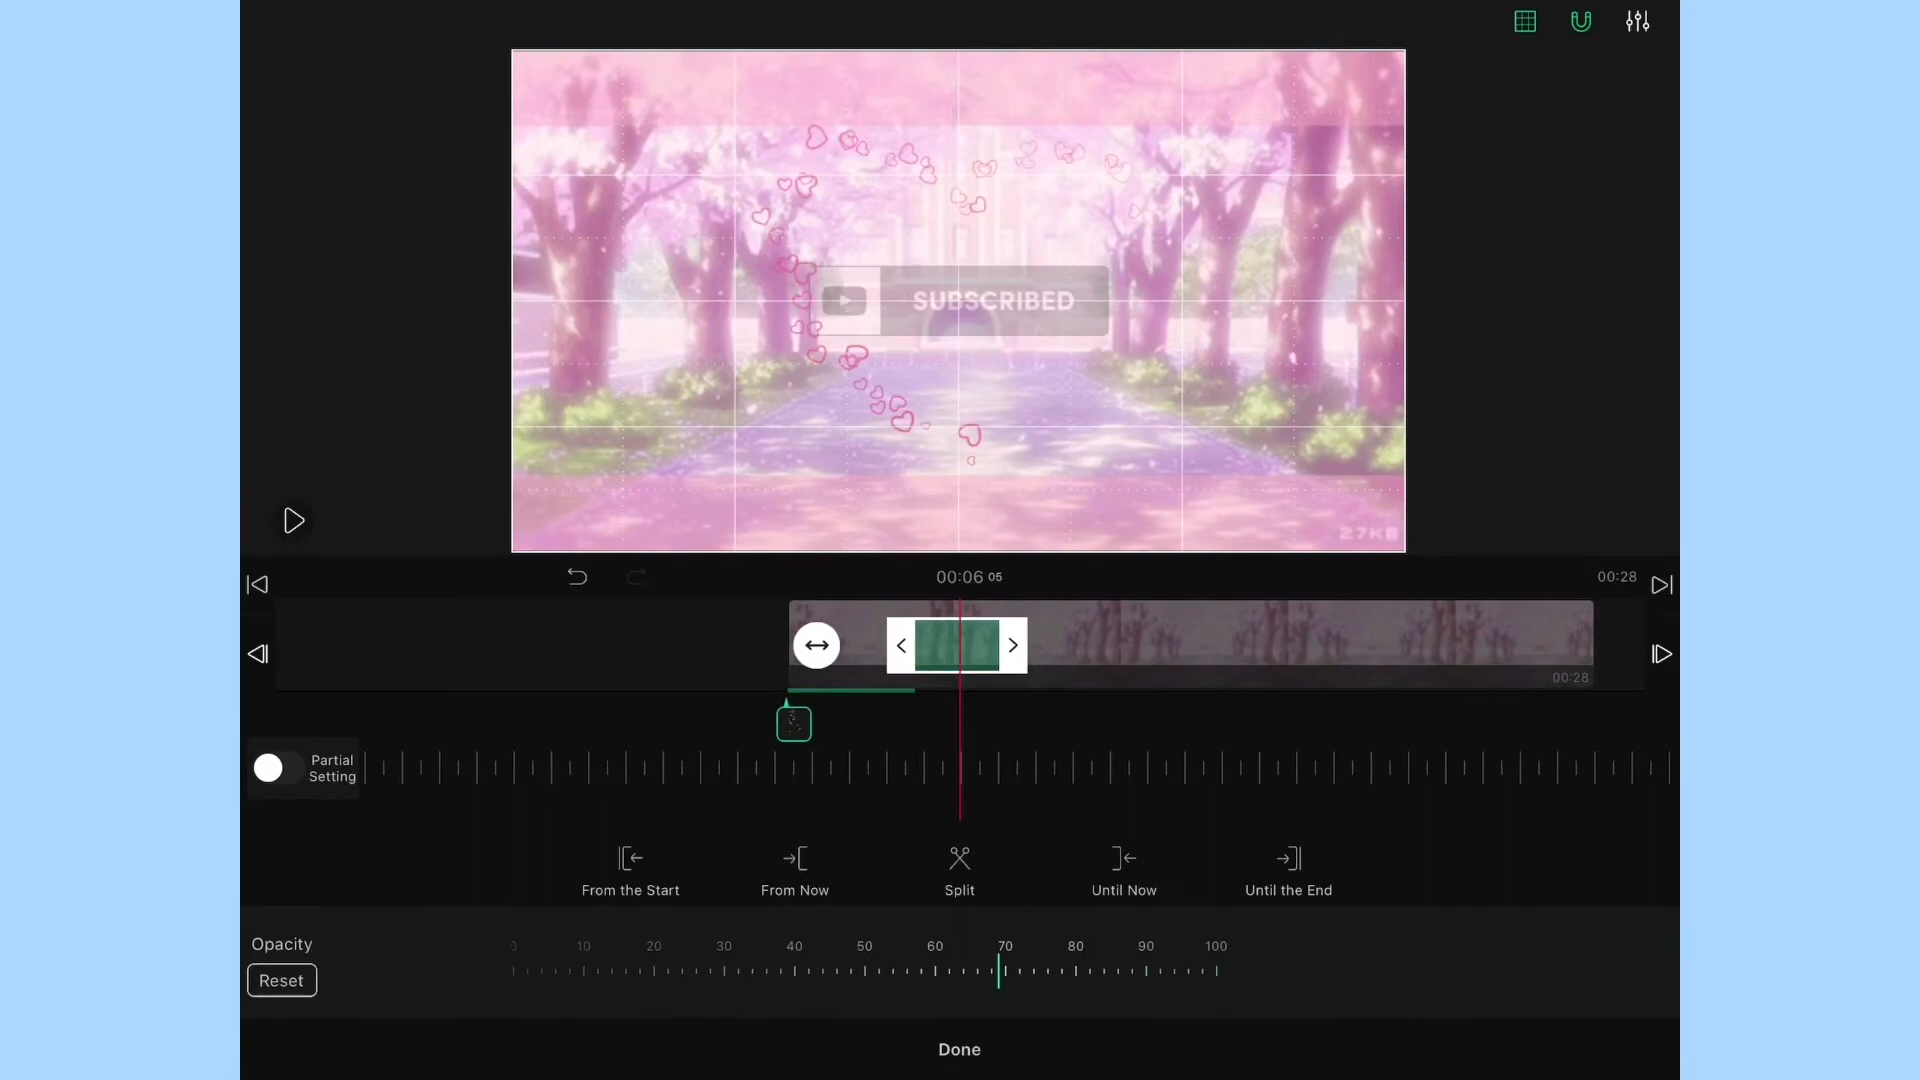 SUBSCRIBED
27KB
00:06 05
00:28
00:28
Partial
Setting
From the Start
From Now
Split
Until Now
Until the End
Opacity
0 10 20 30 40 50 60 70 80 90 100
Reset
Done